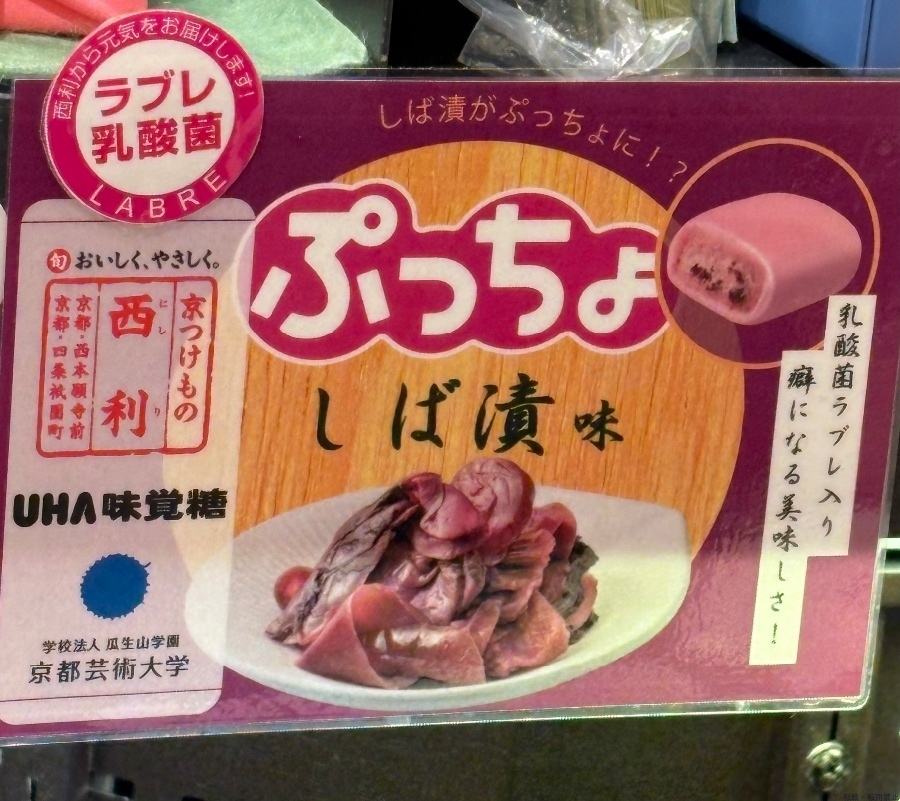 西利から元気をお届けします!
ラブレ
乳酸菌
LABRE
しば漬がぷっちょに！？
ぷっちょ
しば漬味
乳酸菌ラブレ入り
癖になる美味しさ！
旬 おいしく、やさしく。
京つけもの
西利
にしり
京都・西本願寺前
京都・四条祇園町
UHA味覚糖
学校法人 瓜生山学園
京都芸術大学